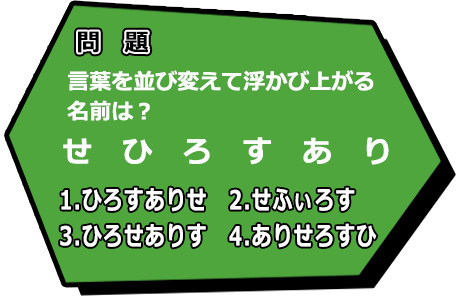 問 題
言葉を並び変えて浮かび上がる
名前は？
せ ひ ろ す あ り
1.ひろすありせ 2.せふぃろす
3.ひろせありす 4.ありせろすひ